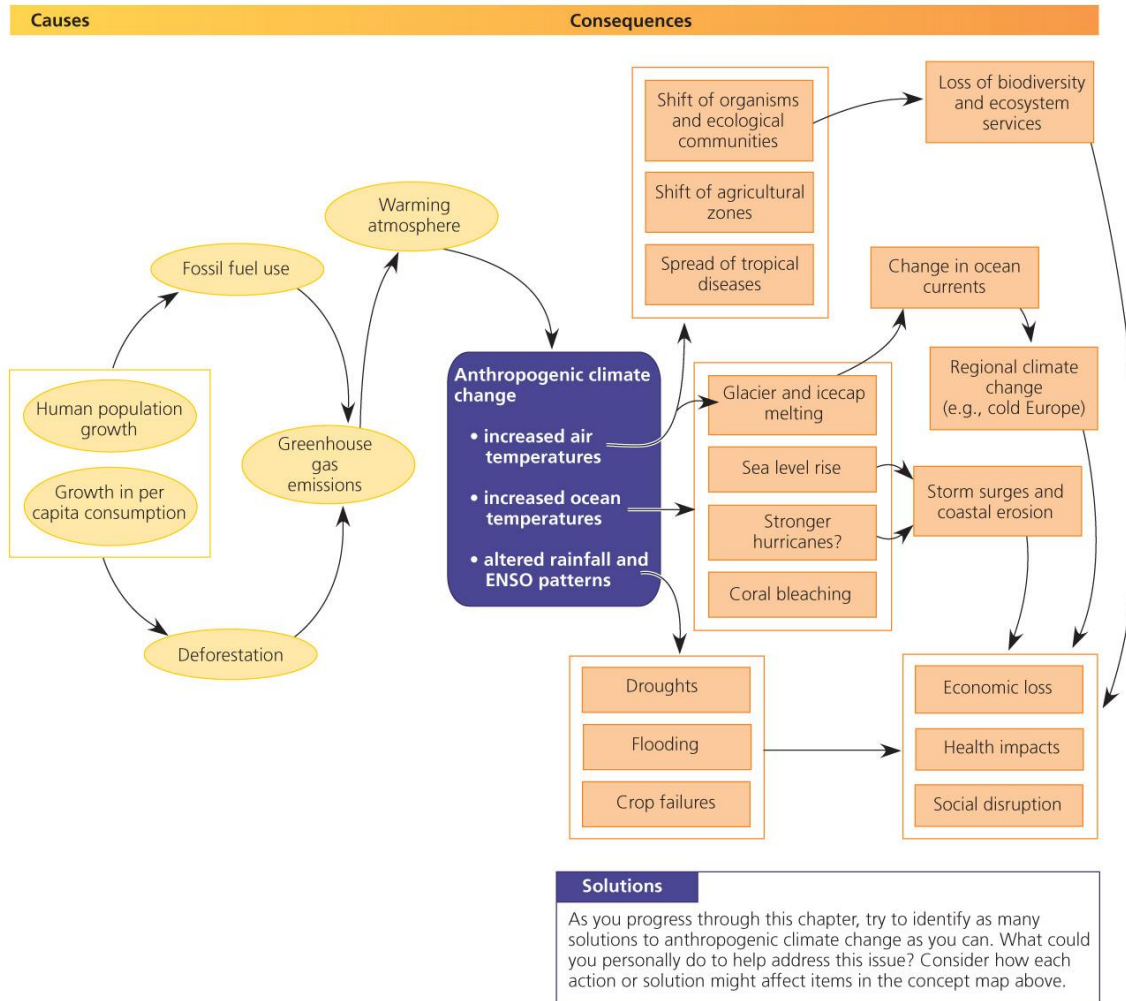 Causes
Consequences
Shift of organisms
and ecological
communities
Shift of agricultural
zones
Spread of tropical
diseases
Loss of biodiversity
and ecosystem
services
Warming
atmosphere
Fossil fuel use
Human population
growth
Growth in per
capita consumption
Greenhouse
gas
emissions
Deforestation
Anthropogenic climate
change
• increased air
temperatures
• increased ocean
temperatures
• altered rainfall and
ENSO patterns
Change in ocean
currents
Regional climate
change
(e.g., cold Europe)
Glacier and icecap
melting
Sea level rise
Stronger
hurricanes?
Coral bleaching
Storm surges and
coastal erosion
Droughts
Flooding
Crop failures
Economic loss
Health impacts
Social disruption
Solutions
As you progress through this chapter, try to identify as many
solutions to anthropogenic climate change as you can. What could
you personally do to help address this issue? Consider how each
action or solution might affect items in the concept map above.